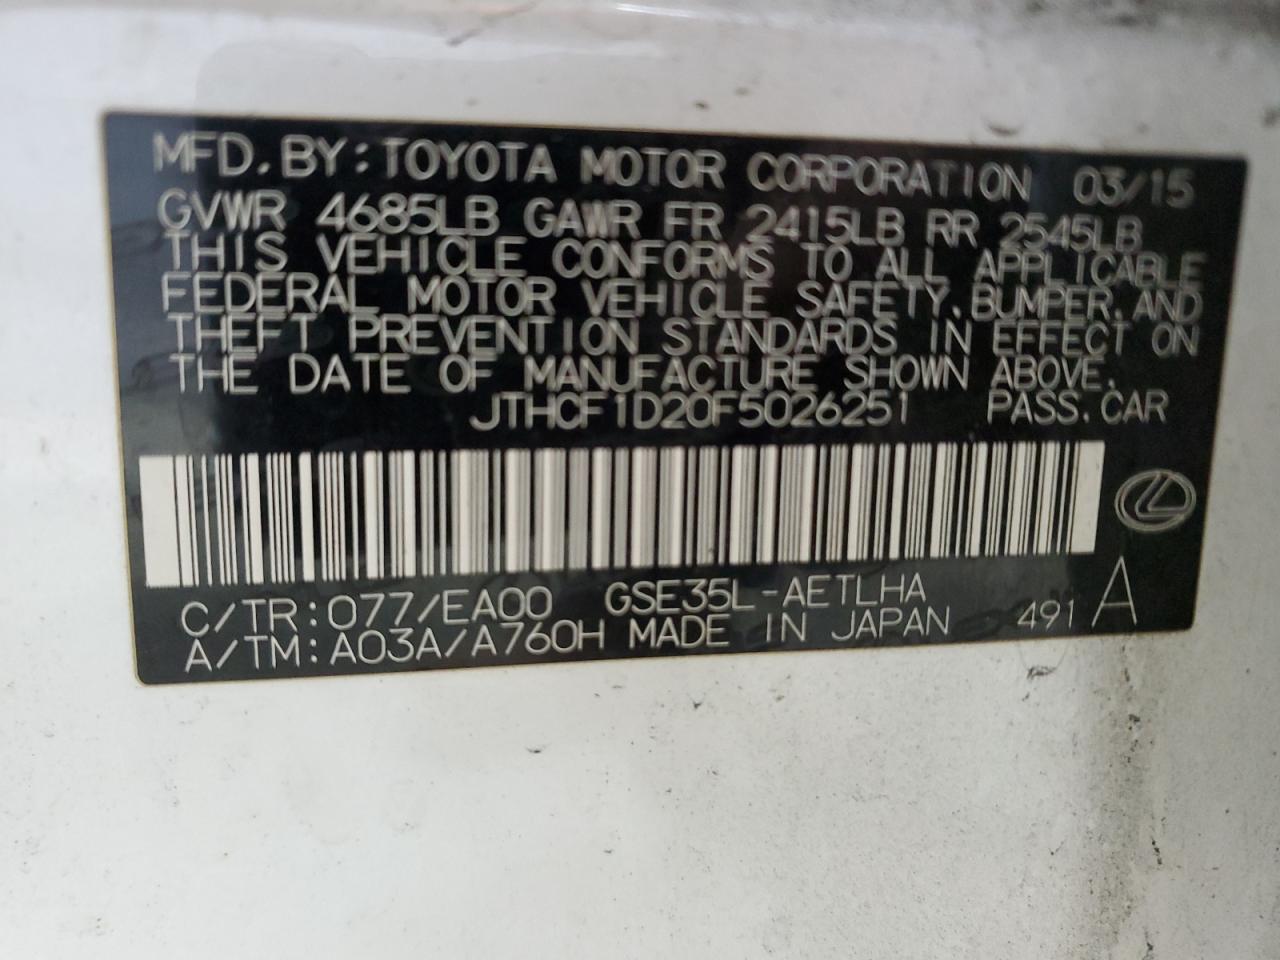 MFD. BY: TOYOTA MOTOR CORPORATION 03/15
GVWR 4685LB GAWR FR 2415LB RR 2545LB
THIS VEHICLE CONFORMS TO ALL APPLICABLE
FEDERAL MOTOR VEHICLE SAFETY, BUMPER, AND
THEFT PREVENTION STANDARDS IN EFFECT ON
THE DATE OF MANUFACTURE SHOWN ABOVE.
JTHCF1D20F5026251 PASS. CAR
C/TR: 077/EA00 GSE35L-AETLHA
A/TM: A03A/A760H MADE IN JAPAN 491 A